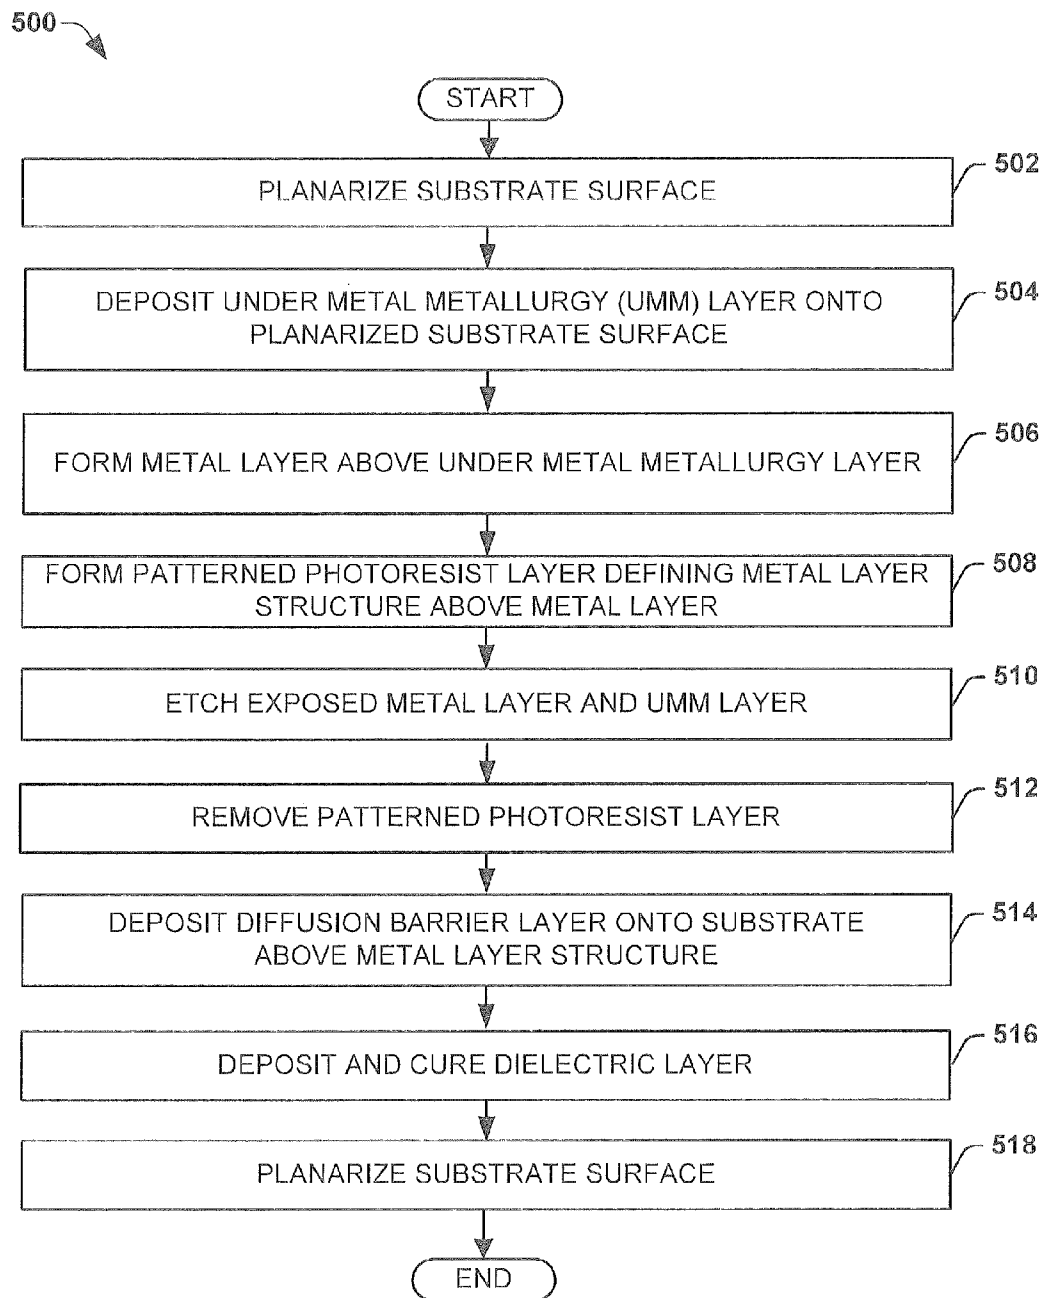 500
START
502
PLANARIZE SUBSTRATE SURFACE
504
DEPOSIT UNDER METAL METALLURGY (UMM) LAYER ONTO
PLANARIZED SUBSTRATE SURFACE
506
FORM METAL LAYER ABOVE UNDER METAL METALLURGY LAYER
508
FORM PATTERNED PHOTORESIST LAYER DEFINING METAL LAYER
STRUCTURE ABOVE METAL LAYER
510
ETCH EXPOSED METAL LAYER AND UMM LAYER
512
REMOVE PATTERNED PHOTORESIST LAYER
514
DEPOSIT DIFFUSION BARRIER LAYER ONTO SUBSTRATE
ABOVE METAL LAYER STRUCTURE
516
DEPOSIT AND CURE DIELECTRIC LAYER
518
PLANARIZE SUBSTRATE SURFACE
END